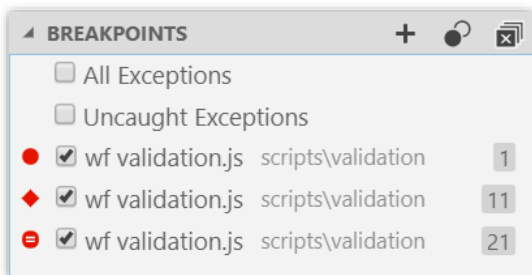 BREAKPOINTS
All Exceptions
Uncaught Exceptions
wf validation.js scripts\validation 1
wf validation.js scripts\validation 11
wf validation.js scripts\validation 21